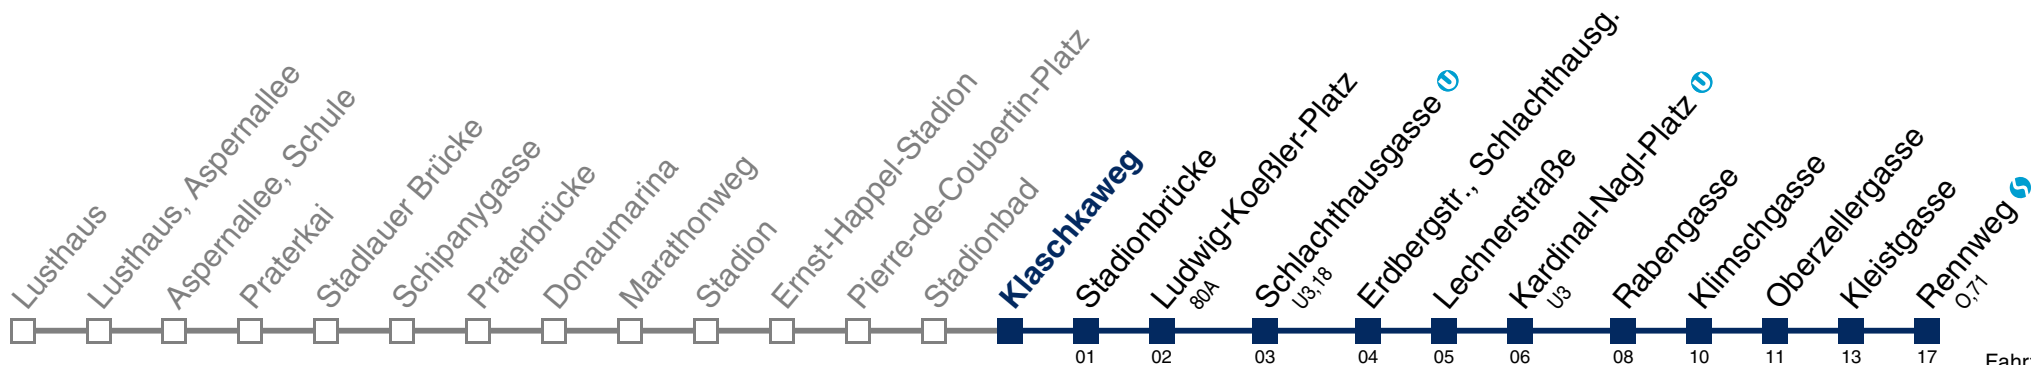 Lusthaus
Lusthaus, Aspernallee
Aspernallee, Schule
Praterkai
Stadlauer Brücke
Schipanygasse
Praterbrücke
Donaumarina
Marathonweg
Stadion
Ernst-Happel-Stadion
Pierre-de-Coubertin-Platz
Stadionbad
Klaschkaweg
Stadionbrücke
01
Ludwig-Koeßler-Platz
80A
02
Schlachthausgasse U
U3,18
03
Erdbergstr., Schlachthausg.
04
Lechnerstraße
05
Kardinal-Nagl-Platz U
U3
06
Rabengasse
08
Klimschgasse
10
Oberzellergasse
11
Kleistgasse
13
Rennweg S
O,71
17
Fahr